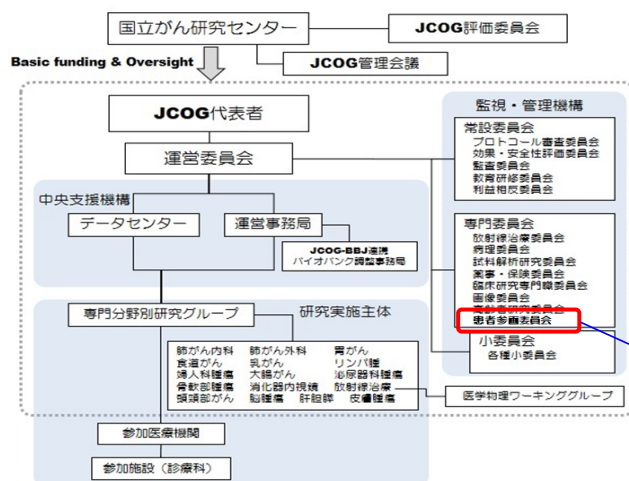 国立がん研究センター
JCOG評価委員会
Basic funding & Oversight
JCOG管理会議
JCOG代表者
運営委員会
監視・管理機構
常設委員会
プロトコール審査委員会
効果・安全性評価委員会
監査委員会
教育研修委員会
利益相反委員会
中央支援機構
データセンター
運営事務局
JCOG-BBJ連携
バイオバンク調整事務局
専門委員会
放射線治療委員会
病理委員会
試料解析研究委員会
薬事・保険委員会
臨床研究専門職委員会
画像委員会
高齢者研究委員会
患者参画委員会
小委員会
各種小委員会
専門分野別研究グループ
研究実施主体
肺がん内科 肺がん外科 胃がん
食道がん 乳がん リンパ腫
婦人科腫瘍 大腸がん 泌尿器科腫瘍
骨軟部腫瘍 消化器内視鏡 放射線治療
頭頸部がん 脳腫瘍 肝胆膵 皮膚腫瘍
医学物理ワーキンググループ
参加医療機関
参加施設（診療科）